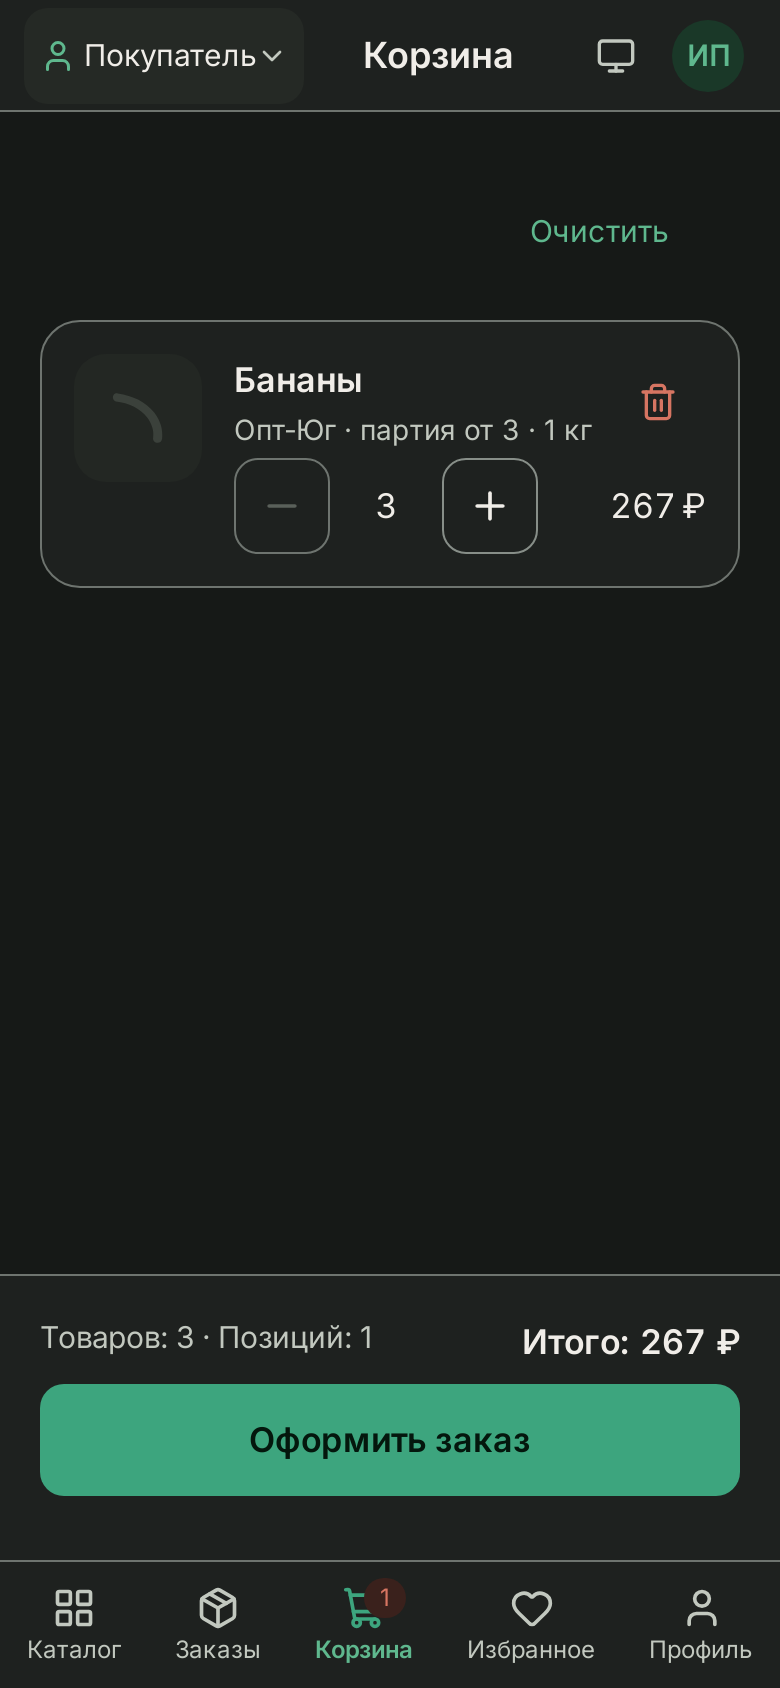 Покупатель
Корзина
ИП
Очистить
Бананы
Опт-Юг · партия от 3 · 1 кг
3
267 ₽
Товаров: 3 · Позиций: 1
Итого: 267 ₽
Оформить заказ
1
Каталог
Заказы
Корзина
Избранное
Профиль